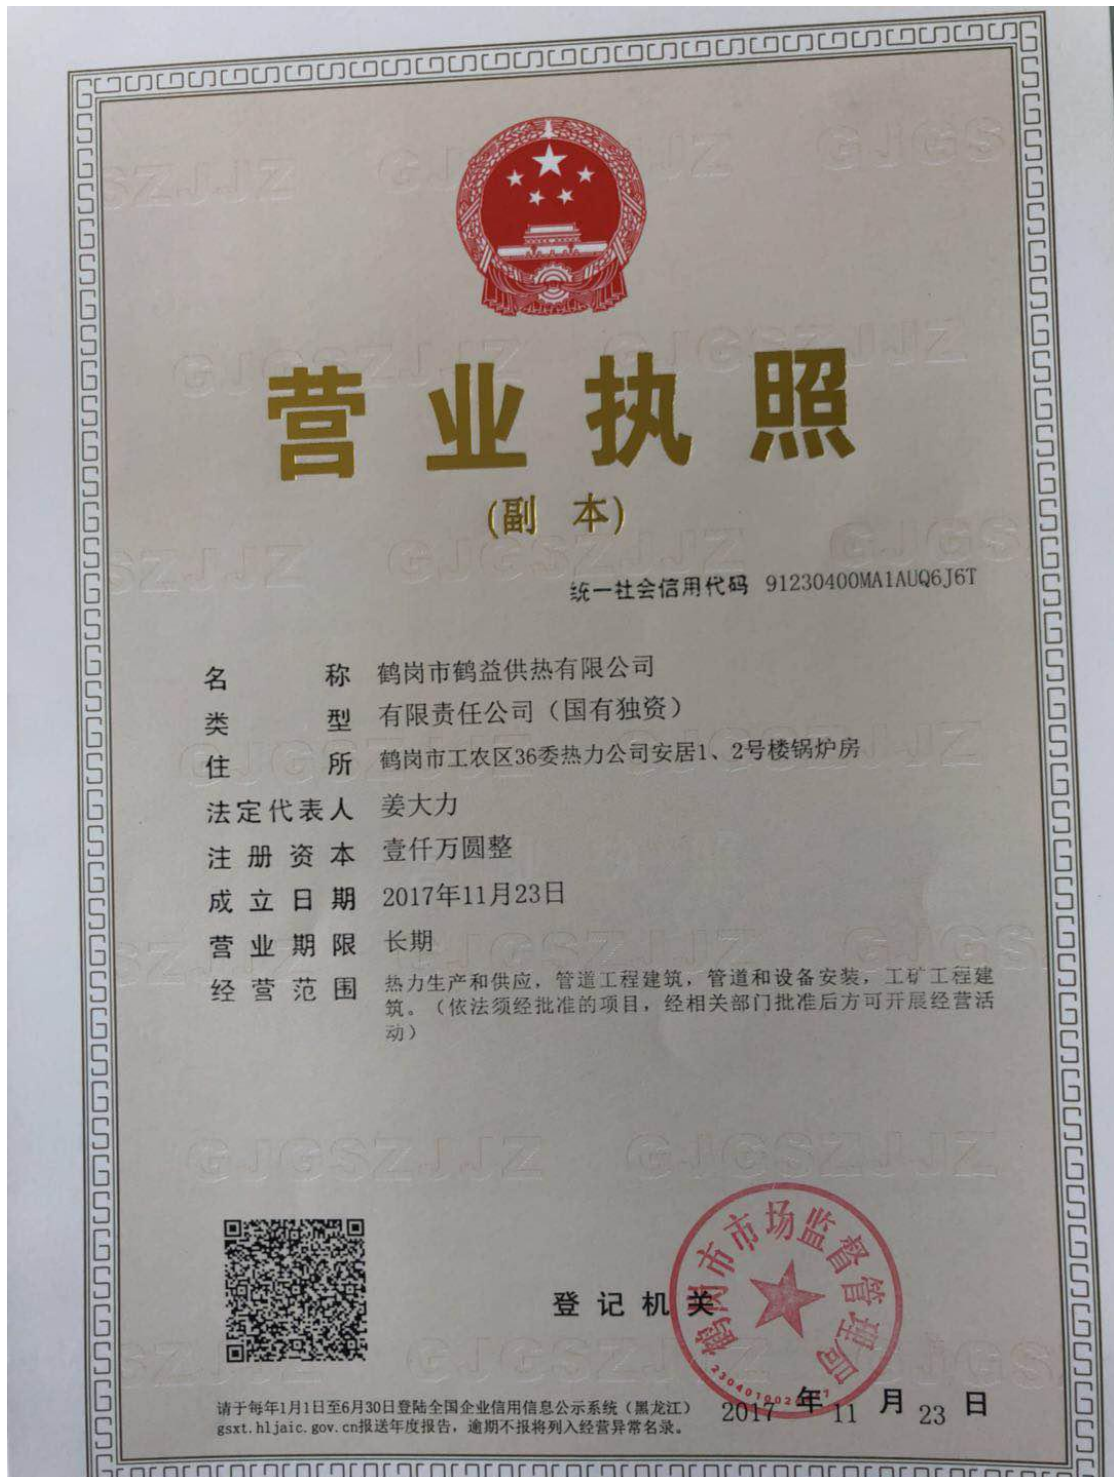 营业执照
(副 本)
统一社会信用代码 91230400MA1AUQ6J6T
名称 鹤岗市鹤益供热有限公司
类型 有限责任公司（国有独资）
住所 鹤岗市工农区36委热力公司安居1、2号楼锅炉房
法定代表人 姜大力
注册资本 壹仟万圆整
成立日期 2017年11月23日
营业期限 长期
经营范围 热力生产和供应，管道工程建筑，管道和设备安装，工矿工程建
筑。（依法须经批准的项目，经相关部门批准后方可开展经营活
动）
登记机关
鹤岗市市场监督管理局
2017 年 11 月 23 日
请于每年1月1日至6月30日登陆全国企业信用信息公示系统（黑龙江）
gsxt.hljaic.gov.cn报送年度报告，逾期不报将列入经营异常名录。